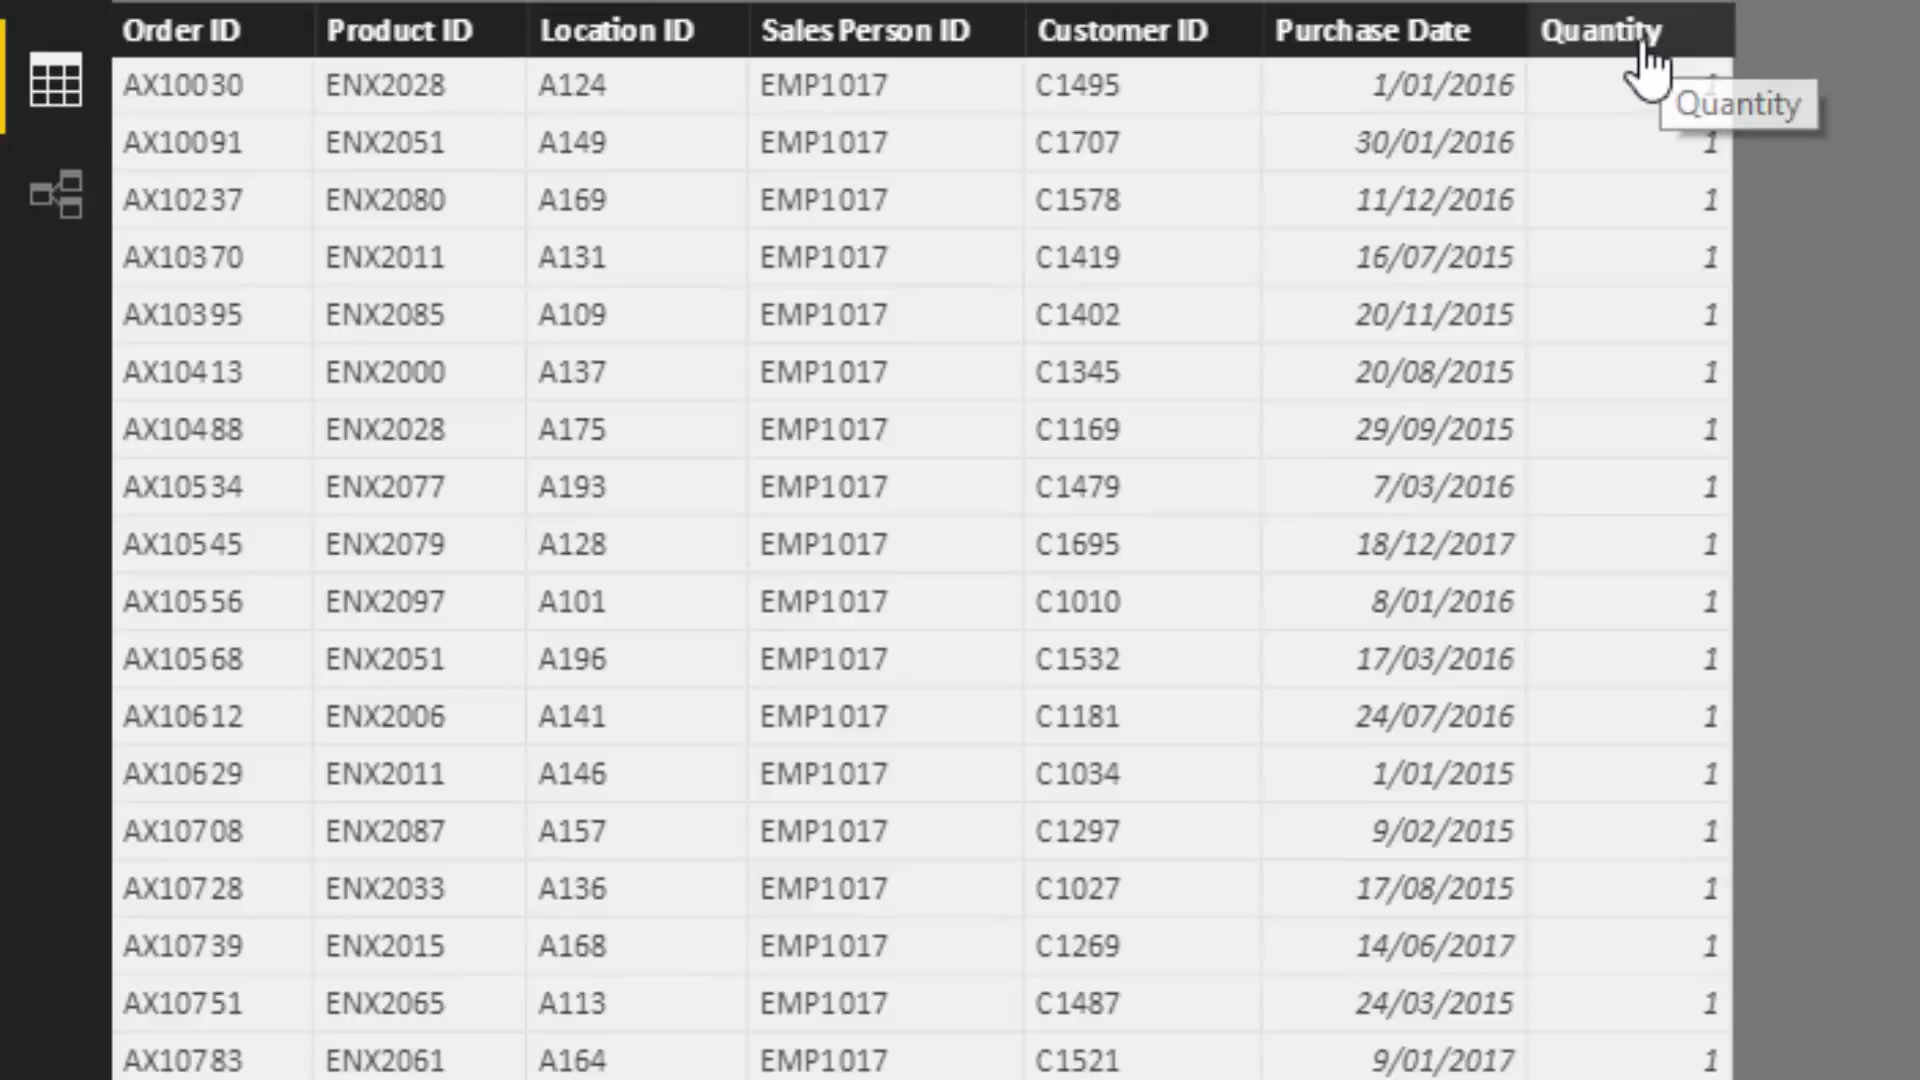 Order ID Product ID Location ID Sales Person ID Customer ID Purchase Date Quantity
AX10030 ENX2028 A124 EMP1017 C1495 1/01/2016 1
Quantity
AX10091 ENX2051 A149 EMP1017 C1707 30/01/2016 1
AX10237 ENX2080 A169 EMP1017 C1578 11/12/2016 1
AX10370 ENX2011 A131 EMP1017 C1419 16/07/2015 1
AX10395 ENX2085 A109 EMP1017 C1402 20/11/2015 1
AX10413 ENX2000 A137 EMP1017 C1345 20/08/2015 1
AX10488 ENX2028 A175 EMP1017 C1169 29/09/2015 1
AX10534 ENX2077 A193 EMP1017 C1479 7/03/2016 1
AX10545 ENX2079 A128 EMP1017 C1695 18/12/2017 1
AX10556 ENX2097 A101 EMP1017 C1010 8/01/2016 1
AX10568 ENX2051 A196 EMP1017 C1532 17/03/2016 1
AX10612 ENX2006 A141 EMP1017 C1181 24/07/2016 1
AX10629 ENX2011 A146 EMP1017 C1034 1/01/2015 1
AX10708 ENX2087 A157 EMP1017 C1297 9/02/2015 1
AX10728 ENX2033 A136 EMP1017 C1027 17/08/2015 1
AX10739 ENX2015 A168 EMP1017 C1269 14/06/2017 1
AX10751 ENX2065 A113 EMP1017 C1487 24/03/2015 1
AX10783 ENX2061 A164 EMP1017 C1521 9/01/2017 1